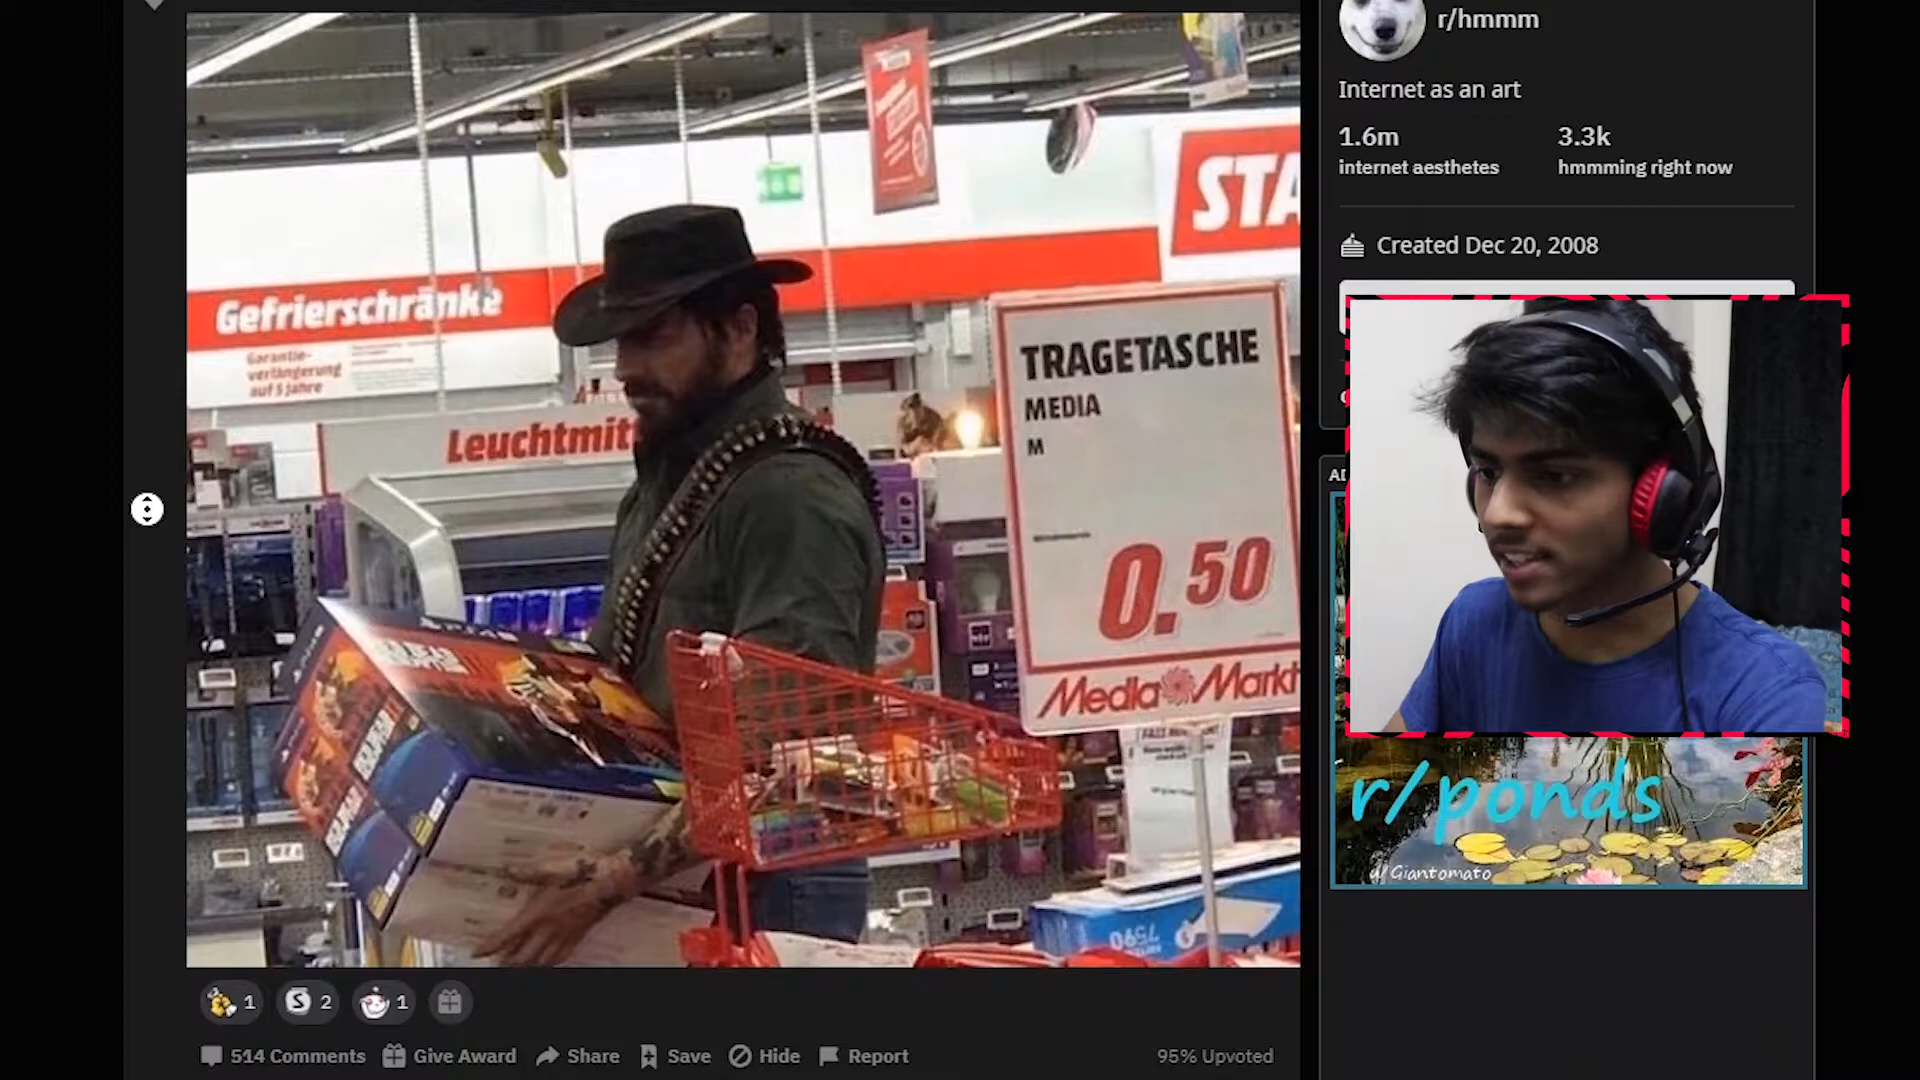 r/hmmm
Internet as an art
1.6m
3.3k
internet aesthetes
hmmming right now
Created Dec 20, 2008
STA
Gefrierschränke
Garantie-
verlängerung
auf 5 Jahre
Leuchtmit
TRAGETASCHE
MEDIA
M
0.50
Media Markt
r/ponds
u/Giantomato
1
2
1
514 Comments
Give Award
Share
Save
Hide
Report
95% Upvoted